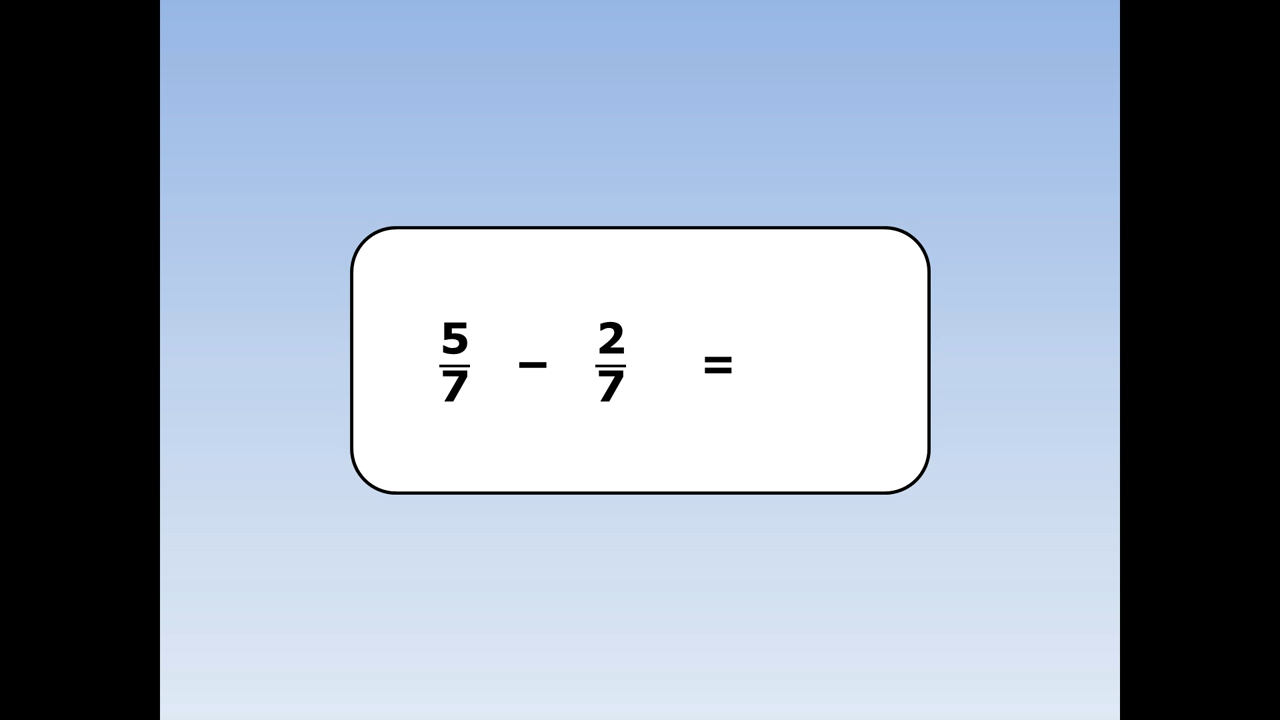 5/7 − 2/7 =